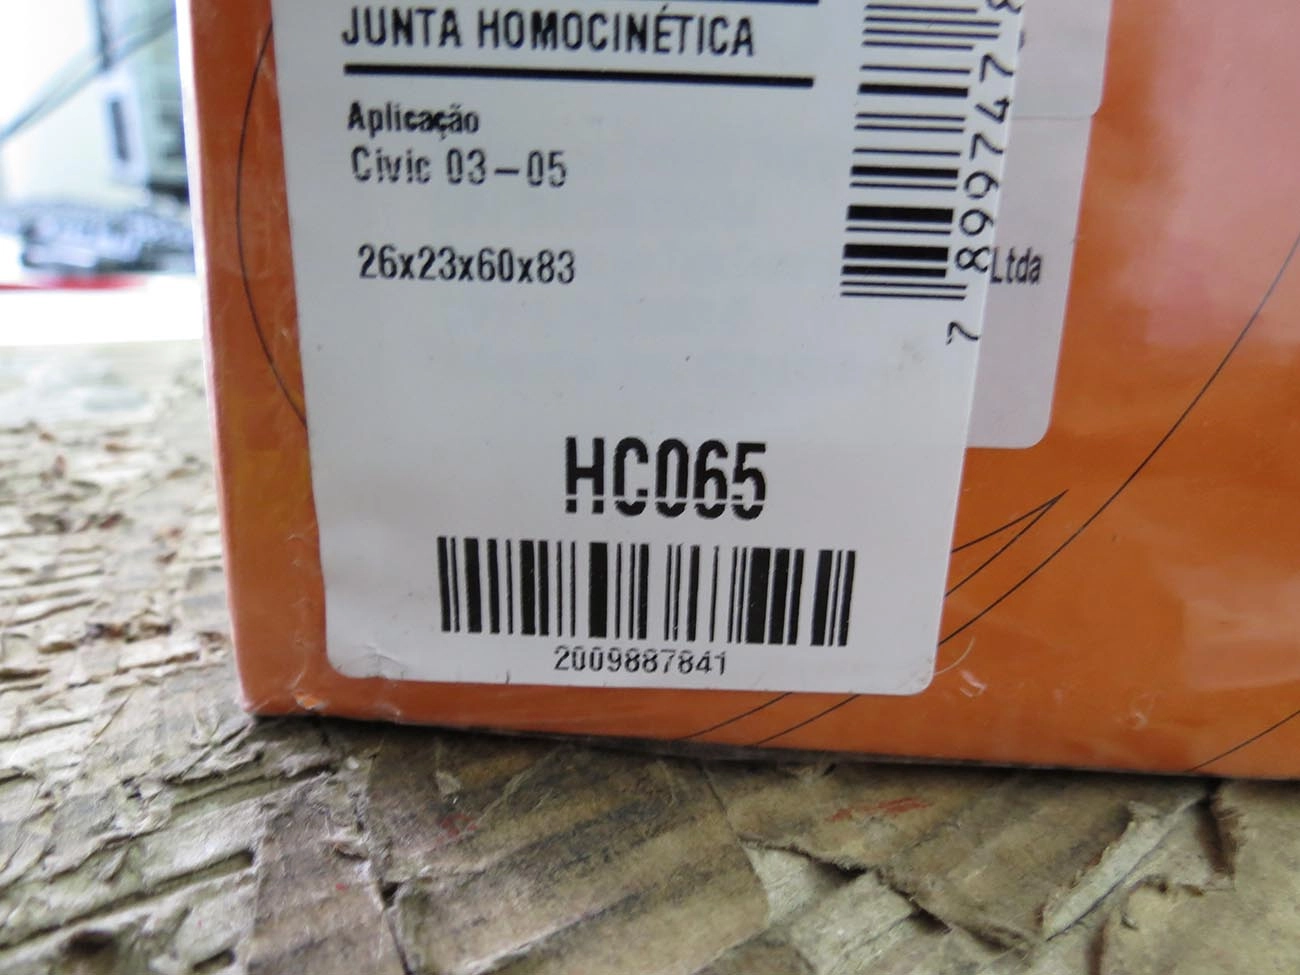 JUNTA HOMOCINÉTICA
Aplicação
Civic 03-05
26x23x60x83
HC065
2009887841
Ltda